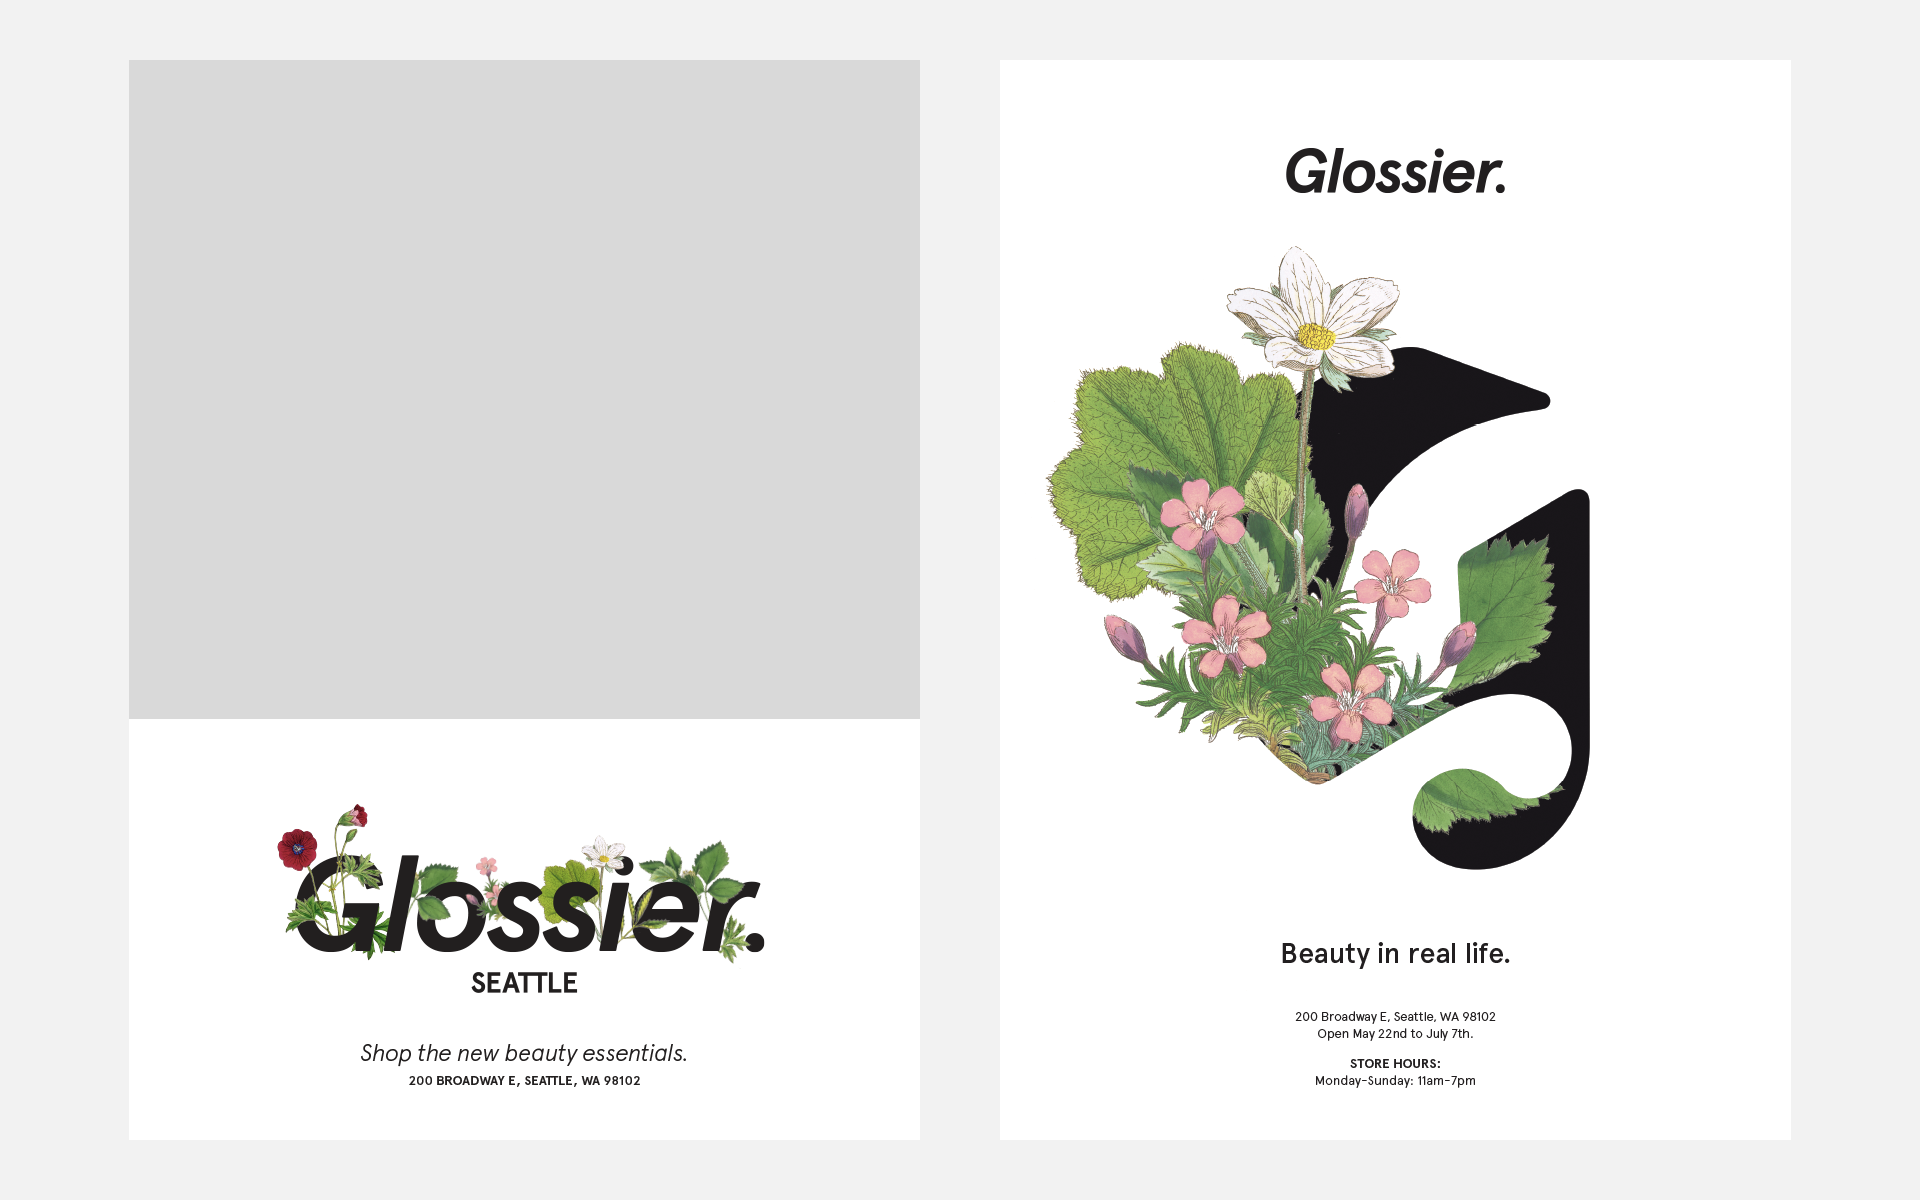 Glossier.
SEATTLE
Shop the new beauty essentials.
200 BROADWAY E, SEATTLE, WA 98102
Glossier.
G
Beauty in real life.
200 Broadway E, Seattle, WA 98102
Open May 22nd to July 7th.
STORE HOURS:
Monday-Sunday: 11am-7pm